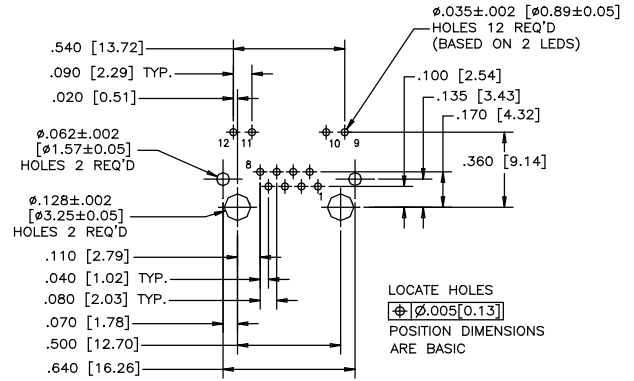 ø.035±.002 [ø0.89±0.05]
HOLES 12 REQ'D
(BASED ON 2 LEDS)
.540 [13.72]
.090 [2.29] TYP.
.020 [0.51]
.100 [2.54]
.135 [3.43]
.170 [4.32]
ø.062±.002
[ø1.57±0.05]
HOLES 2 REQ'D
12
11
10
9
8
1
.360 [9.14]
ø.128±.002
[ø3.25±0.05]
HOLES 2 REQ'D
.110 [2.79]
.040 [1.02] TYP.
.080 [2.03] TYP.
.070 [1.78]
.500 [12.70]
.640 [16.26]
LOCATE HOLES
⌖ Ø.005[0.13]
POSITION DIMENSIONS
ARE BASIC